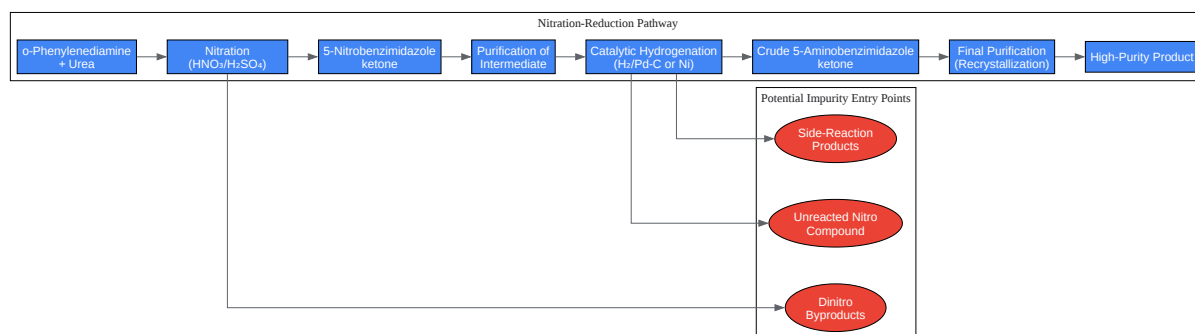 Nitration-Reduction Pathway
o-Phenylenediamine
+ Urea
Nitration
(HNO₃/H₂SO₄)
5-Nitrobenzimidazole
ketone
Purification of
Intermediate
Catalytic Hydrogenation
(H₂/Pd-C or Ni)
Crude 5-Aminobenzimidazole
ketone
Final Purification
(Recrystallization)
High-Purity Product
Potential Impurity Entry Points
Side-Reaction
Products
Unreacted Nitro
Compound
Dinitro
Byproducts